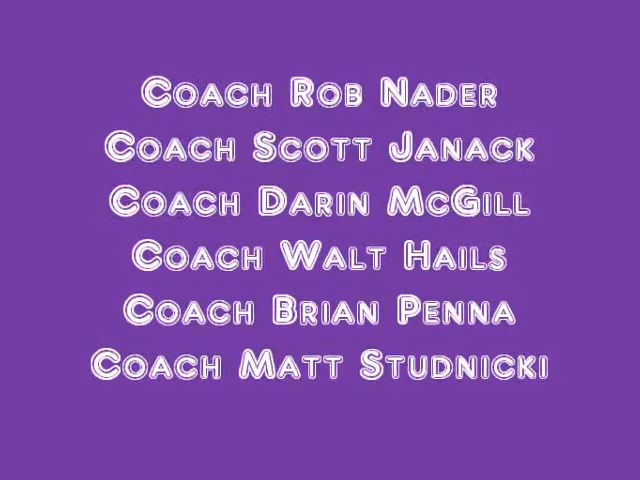 Coach Rob Nader
Coach Scott Janack
Coach Darin McGill
Coach Walt Hails
Coach Brian Penna
Coach Matt Studnicki